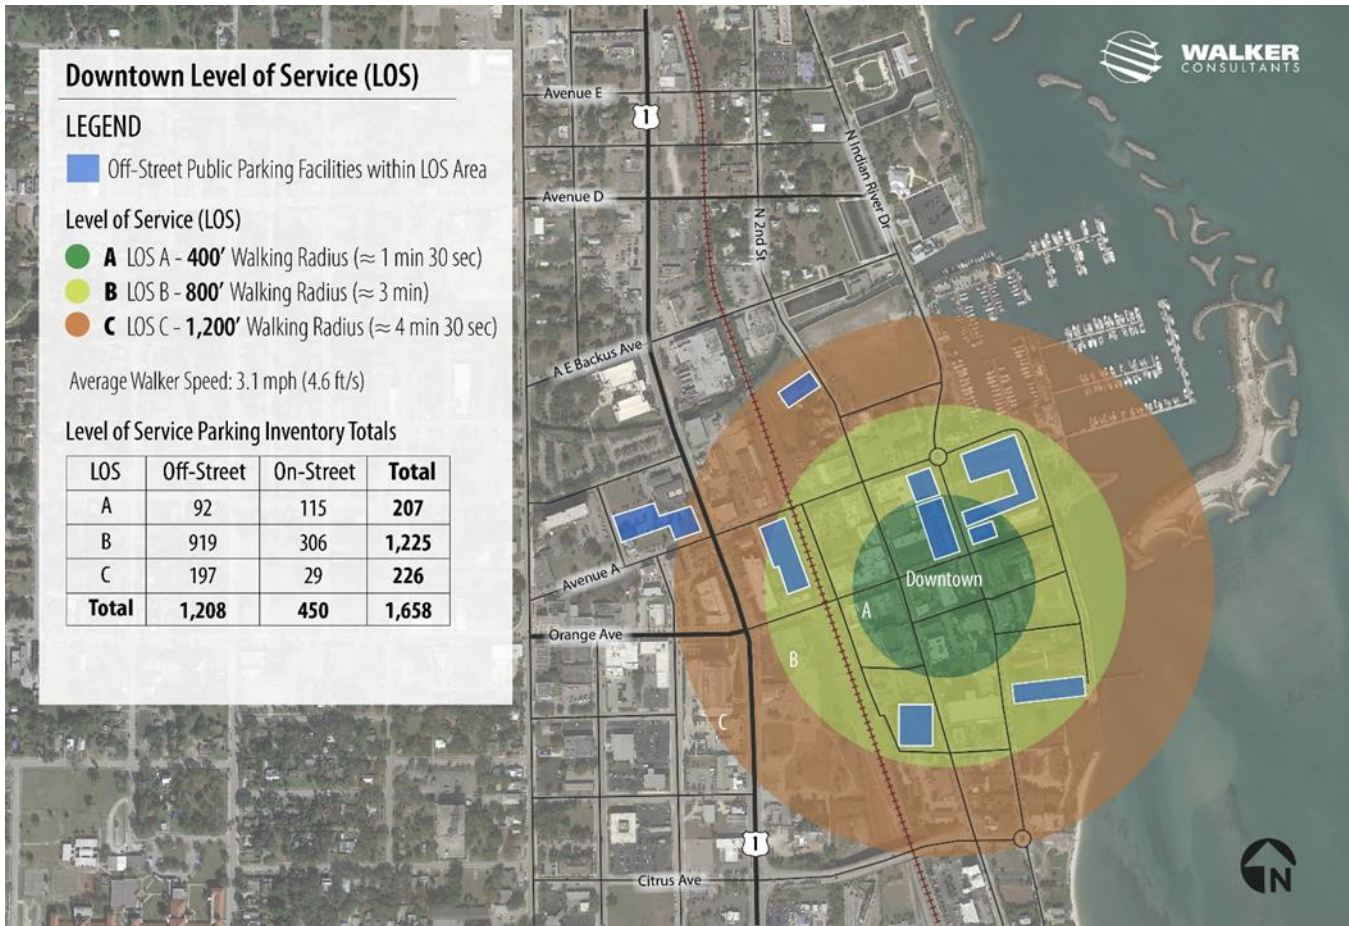 Downtown Level of Service (LOS)
LEGEND
Off-Street Public Parking Facilities within LOS Area
Level of Service (LOS)
A LOS A - 400' Walking Radius (≈ 1 min 30 sec)
B LOS B - 800' Walking Radius (≈ 3 min)
C LOS C - 1,200' Walking Radius (≈ 4 min 30 sec)
Average Walker Speed: 3.1 mph (4.6 ft/s)
Level of Service Parking Inventory Totals
LOS Off-Street On-Street Total
A 92 115 207
B 919 306 1,225
C 197 29 226
Total 1,208 450 1,658
WALKER
CONSULTANTS
Avenue E
1
N Indian River Dr
Avenue D
N 2nd St
A E Backus Ave
Avenue A
Downtown
A
Orange Ave
B
C
1
Citrus Ave
N